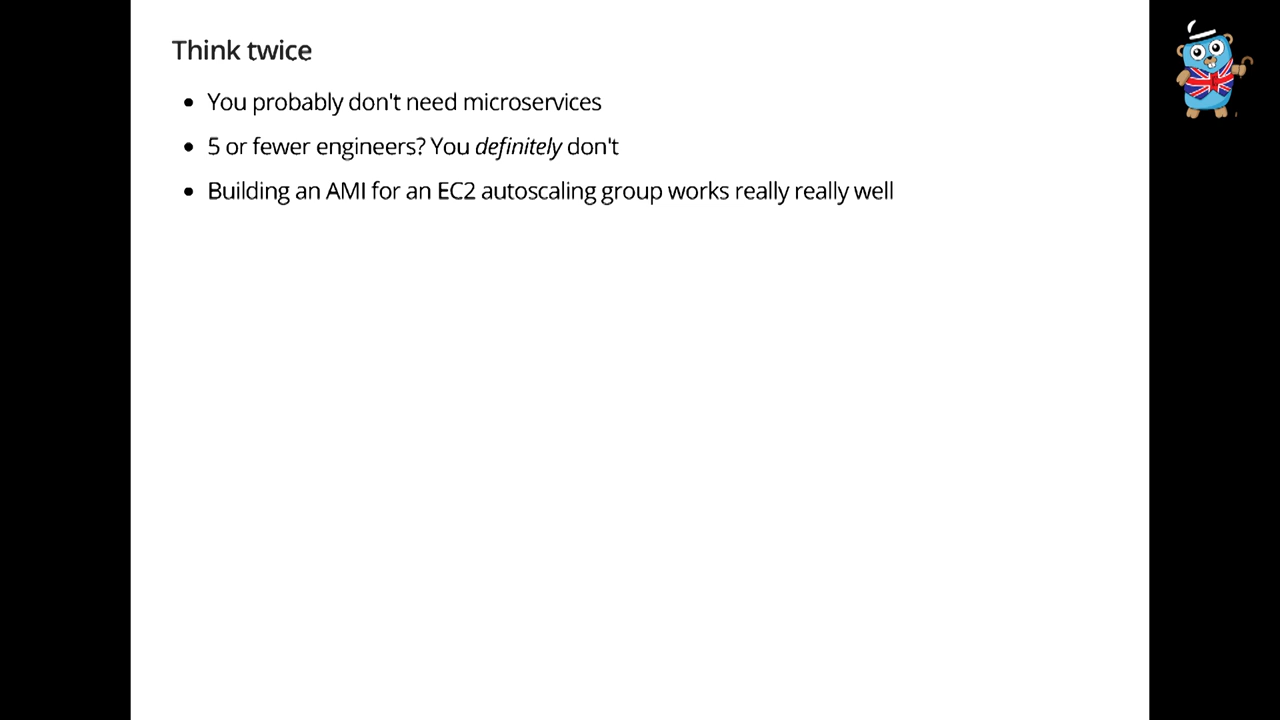 Think twice
• You probably don't need microservices
• 5 or fewer engineers? You definitely don't
• Building an AMI for an EC2 autoscaling group works really really well